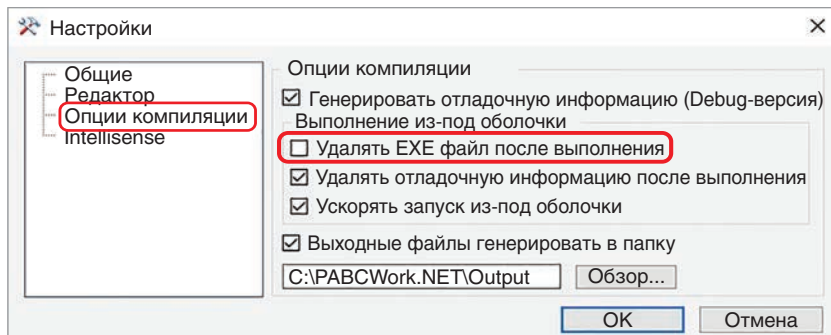 Настройки
Общие
Редактор
Опции компиляции
Intellisense
Опции компиляции
Генерировать отладочную информацию (Debug-версия)
Выполнение из-под оболочки
Удалять EXE файл после выполнения
Удалять отладочную информацию после выполнения
Ускорять запуск из-под оболочки
Выходные файлы генерировать в папку
C:\PABCWork.NET\Output Обзор...
OK Отмена